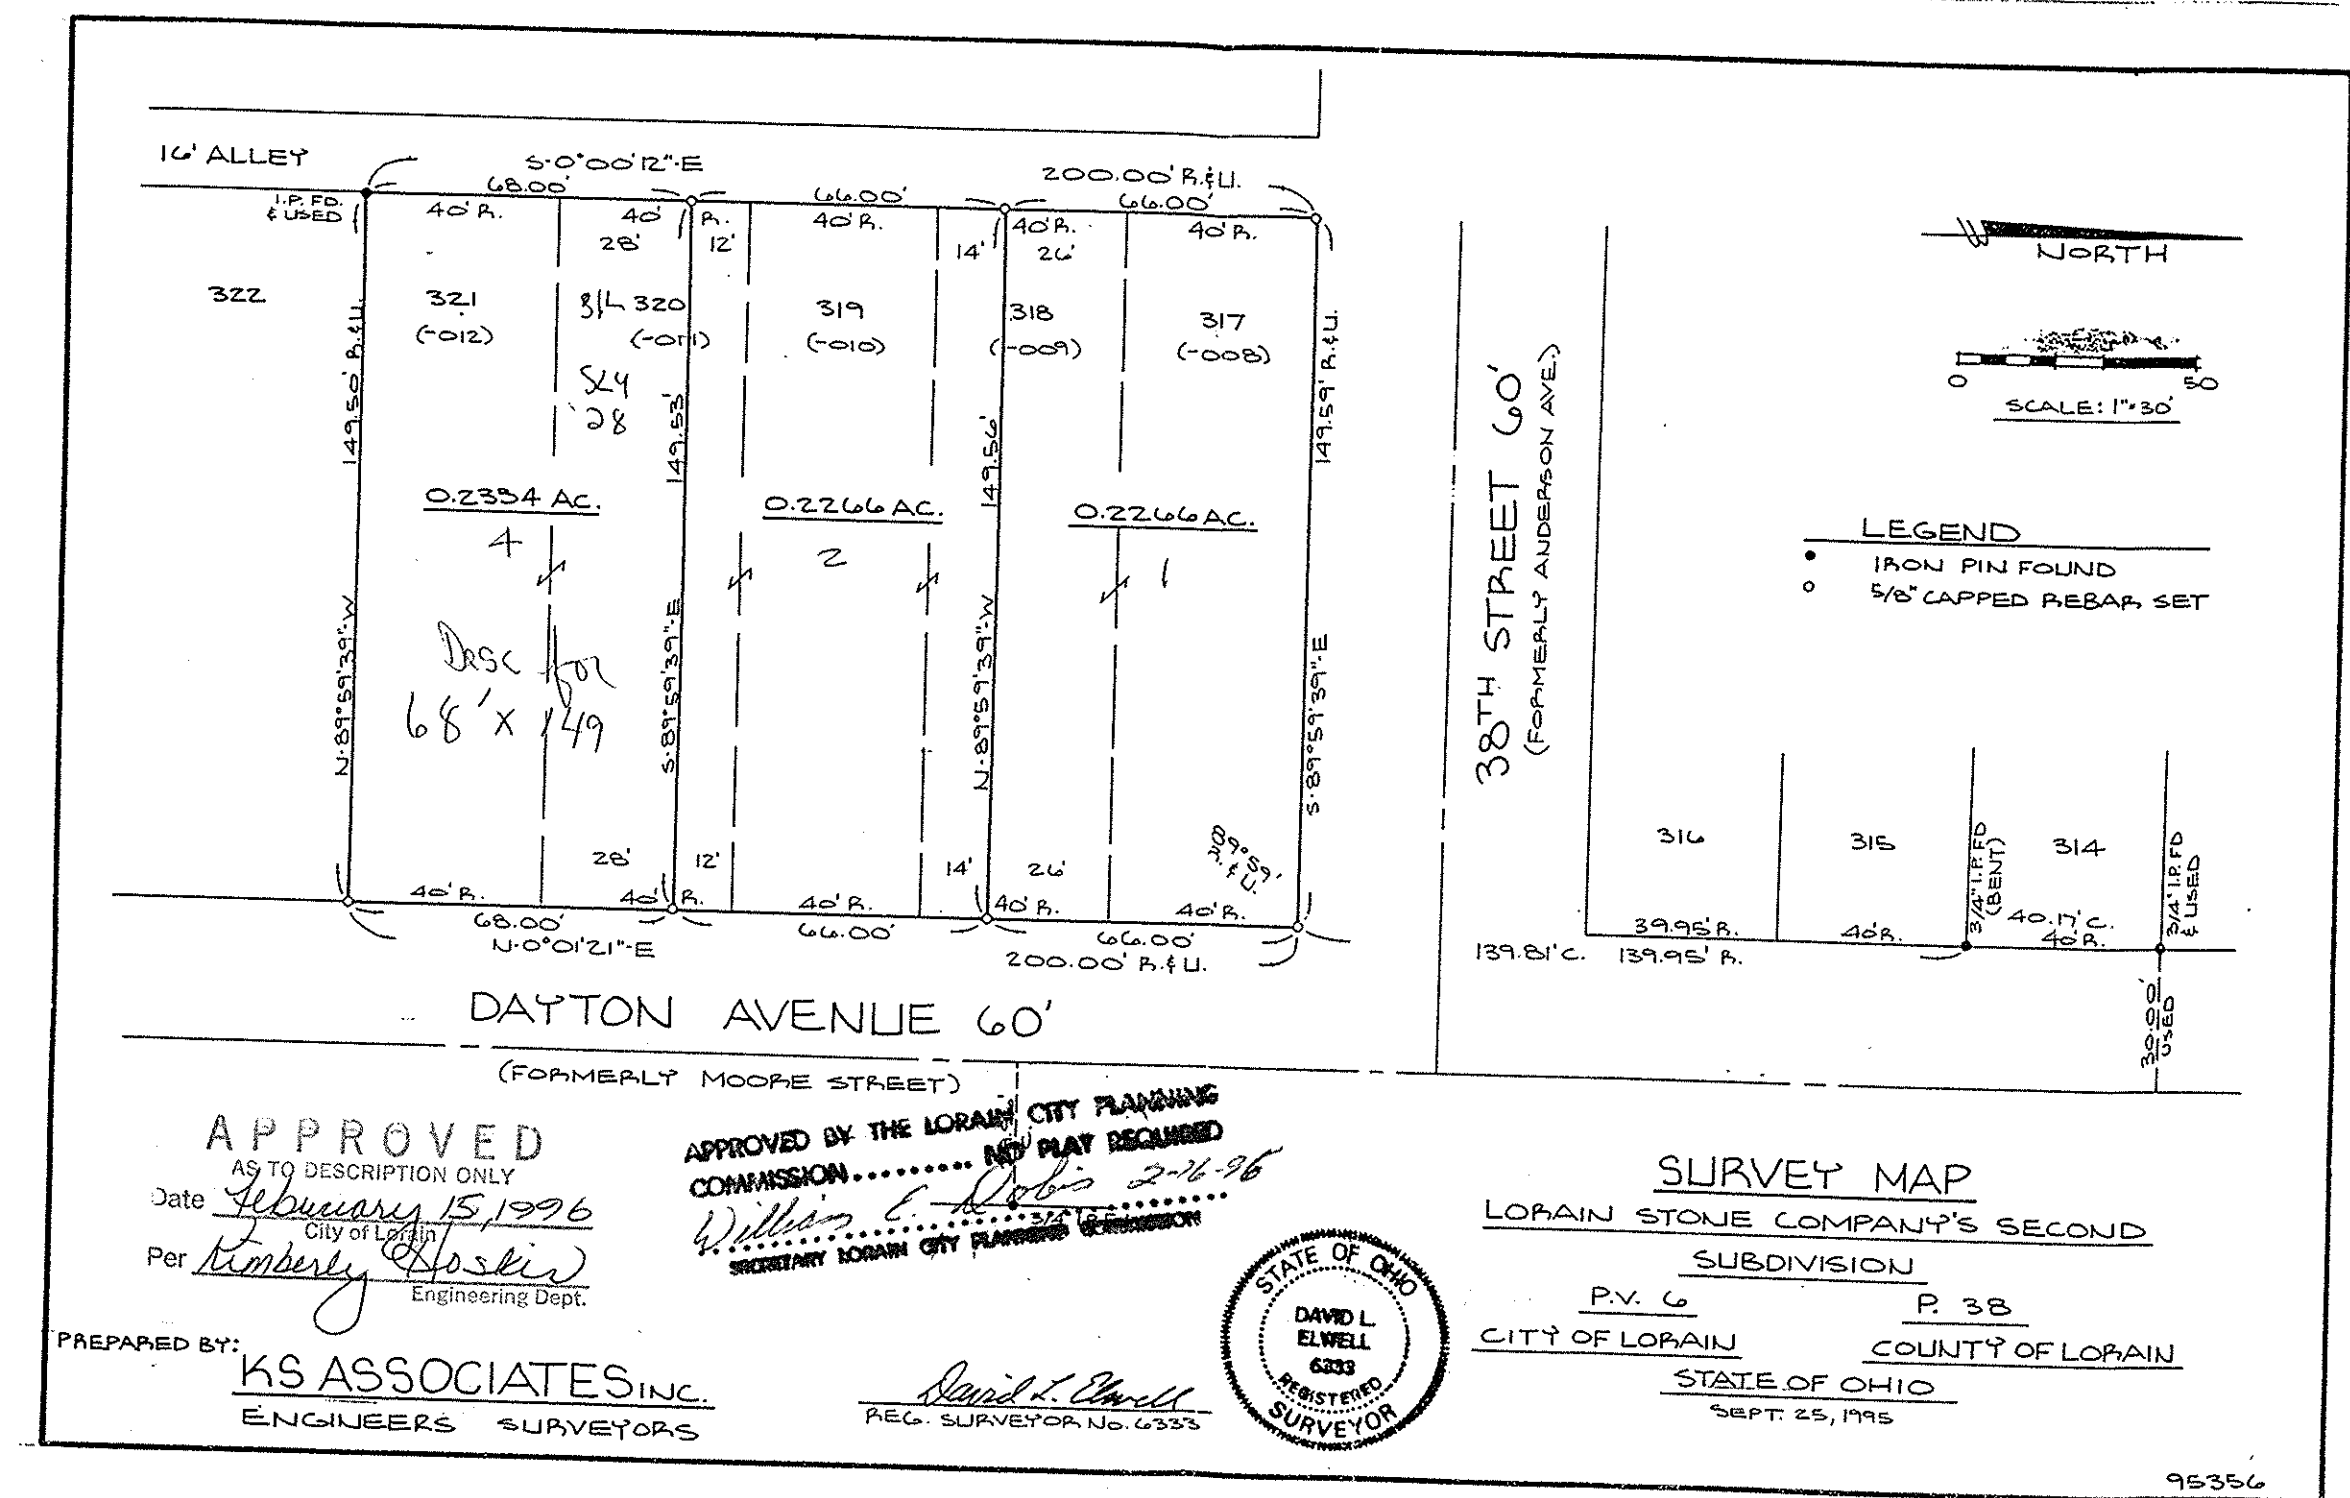 16' ALLEY
S·0°00'12"·E
68.00'
66.00'
200.00' R.&U.
66.00'
I.P. FD.
& USED
40' R.
40' R.
40' R.
40' R.
40' R.
28'
12'
14'
26'
322
321
(-012)
S/L 320
(-011)
319
(-010)
318
(-009)
317
(-008)
SLY
28
149.50' R.&U.
149.53'
149.56'
149.59' R.&U.
0.2334 AC.
0.2266 AC.
0.2266 AC.
4
2
1
Desc for
68' X 149
N·89°59'39"·W
S·89°59'39"·E
N·89°59'39"·W
S·89°59'39"·E
89°59'
R. & U.
28'
12'
14'
26'
40' R.
40' R.
40' R.
40' R.
40' R.
68.00'
66.00'
66.00'
N·0°01'21"·E
200.00' R.&U.
38TH STREET 60'
(FORMERLY ANDERSON AVE.)
NORTH
0 50
SCALE: 1"=30'
LEGEND
IRON PIN FOUND
5/8" CAPPED REBAR SET
316
315
314
3/4" I.P. FD
(BENT)
3/4" I.P. FD
& USED
39.95' R.
40' R.
40.17' C.
40' R.
139.81' C.
139.95' R.
30.00'
USED
DAYTON AVENUE 60'
(FORMERLY MOORE STREET)
APPROVED
AS TO DESCRIPTION ONLY
Date February 15, 1996
City of Lorain
Per Kimberly Hoskin
Engineering Dept.
APPROVED BY THE LORAIN CITY PLANNING
COMMISSION......... NO PLAT REQUIRED
William E. Dobis 2-16-96
SECRETARY LORAIN CITY PLANNING COMMISSION
PREPARED BY:
KS ASSOCIATES INC.
ENGINEERS SURVEYORS
David L. Elwell
REG. SURVEYOR No. 6333
STATE OF OHIO
DAVID L.
ELWELL
6333
REGISTERED
SURVEYOR
SURVEY MAP
LORAIN STONE COMPANY'S SECOND
SUBDIVISION
P.V. 6 P. 38
CITY OF LORAIN COUNTY OF LORAIN
STATE OF OHIO
SEPT. 25, 1995
95356